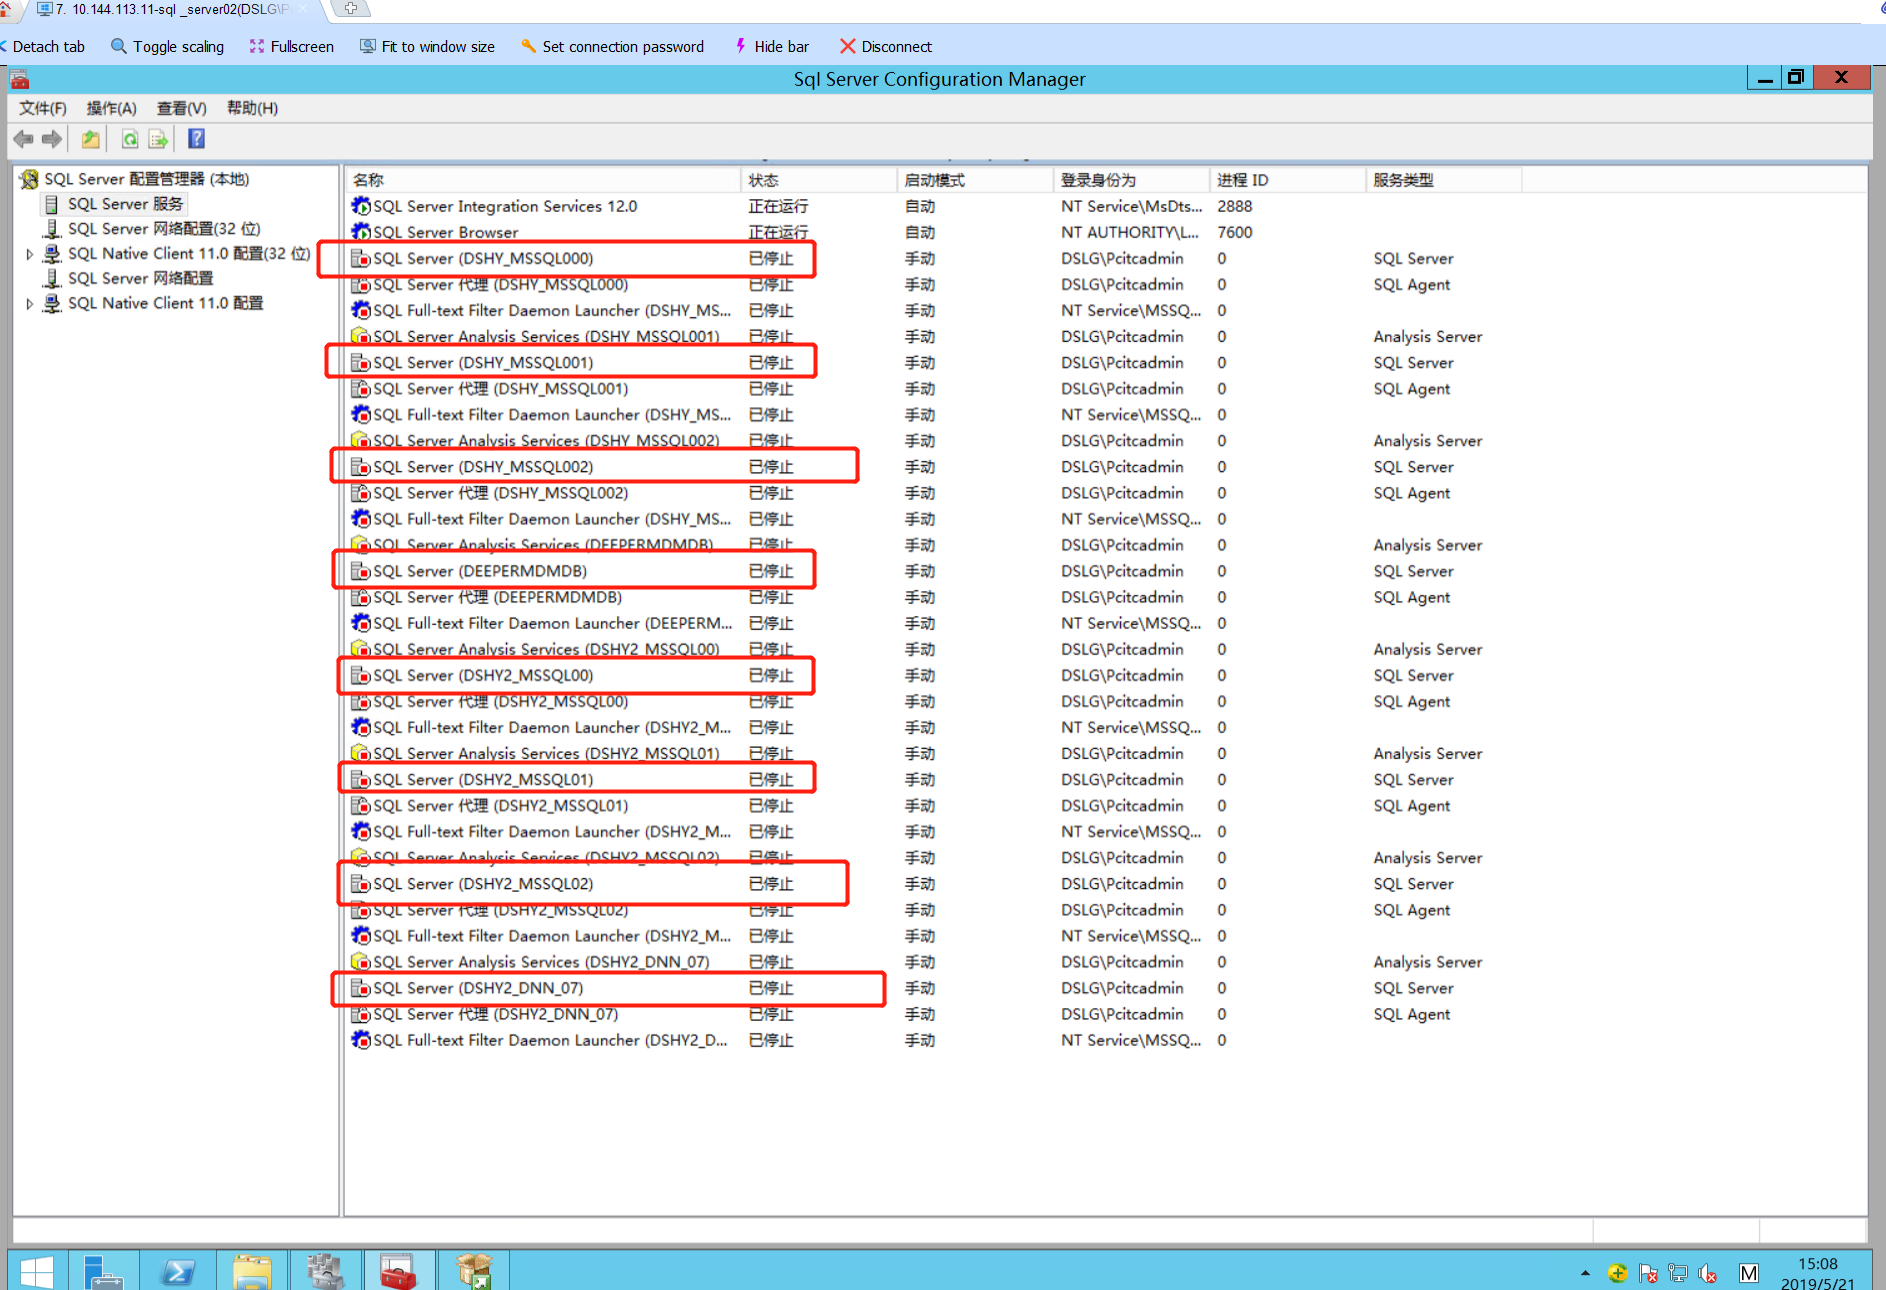 7. 10.144.113.11-sql _server02(DSLG\P
Detach tab Toggle scaling Fullscreen Fit to window size Set connection password Hide bar Disconnect
Sql Server Configuration Manager
文件(F) 操作(A) 查看(V) 帮助(H)
SQL Server 配置管理器 (本地)
SQL Server 服务
SQL Server 网络配置(32 位)
SQL Native Client 11.0 配置(32 位)
SQL Server 网络配置
SQL Native Client 11.0 配置
名称 状态 启动模式 登录身份为 进程 ID 服务类型
SQL Server Integration Services 12.0 正在运行 自动 NT Service\MsDts... 2888
SQL Server Browser 正在运行 自动 NT AUTHORITY\L... 7600
SQL Server (DSHY_MSSQL000) 已停止 手动 DSLG\Pcitcadmin 0 SQL Server
SQL Server 代理 (DSHY_MSSQL000) 已停止 手动 DSLG\Pcitcadmin 0 SQL Agent
SQL Full-text Filter Daemon Launcher (DSHY_MS... 已停止 手动 NT Service\MSSQ... 0
SQL Server Analysis Services (DSHY_MSSQL001) 已停止 手动 DSLG\Pcitcadmin 0 Analysis Server
SQL Server (DSHY_MSSQL001) 已停止 手动 DSLG\Pcitcadmin 0 SQL Server
SQL Server 代理 (DSHY_MSSQL001) 已停止 手动 DSLG\Pcitcadmin 0 SQL Agent
SQL Full-text Filter Daemon Launcher (DSHY_MS... 已停止 手动 NT Service\MSSQ... 0
SQL Server Analysis Services (DSHY_MSSQL002) 已停止 手动 DSLG\Pcitcadmin 0 Analysis Server
SQL Server (DSHY_MSSQL002) 已停止 手动 DSLG\Pcitcadmin 0 SQL Server
SQL Server 代理 (DSHY_MSSQL002) 已停止 手动 DSLG\Pcitcadmin 0 SQL Agent
SQL Full-text Filter Daemon Launcher (DSHY_MS... 已停止 手动 NT Service\MSSQ... 0
SQL Server Analysis Services (DEEPERMDMDB) 已停止 手动 DSLG\Pcitcadmin 0 Analysis Server
SQL Server (DEEPERMDMDB) 已停止 手动 DSLG\Pcitcadmin 0 SQL Server
SQL Server 代理 (DEEPERMDMDB) 已停止 手动 DSLG\Pcitcadmin 0 SQL Agent
SQL Full-text Filter Daemon Launcher (DEEPERM... 已停止 手动 NT Service\MSSQ... 0
SQL Server Analysis Services (DSHY2_MSSQL00) 已停止 手动 DSLG\Pcitcadmin 0 Analysis Server
SQL Server (DSHY2_MSSQL00) 已停止 手动 DSLG\Pcitcadmin 0 SQL Server
SQL Server 代理 (DSHY2_MSSQL00) 已停止 手动 DSLG\Pcitcadmin 0 SQL Agent
SQL Full-text Filter Daemon Launcher (DSHY2_M... 已停止 手动 NT Service\MSSQ... 0
SQL Server Analysis Services (DSHY2_MSSQL01) 已停止 手动 DSLG\Pcitcadmin 0 Analysis Server
SQL Server (DSHY2_MSSQL01) 已停止 手动 DSLG\Pcitcadmin 0 SQL Server
SQL Server 代理 (DSHY2_MSSQL01) 已停止 手动 DSLG\Pcitcadmin 0 SQL Agent
SQL Full-text Filter Daemon Launcher (DSHY2_M... 已停止 手动 NT Service\MSSQ... 0
SQL Server Analysis Services (DSHY2_MSSQL02) 已停止 手动 DSLG\Pcitcadmin 0 Analysis Server
SQL Server (DSHY2_MSSQL02) 已停止 手动 DSLG\Pcitcadmin 0 SQL Server
SQL Server 代理 (DSHY2_MSSQL02) 已停止 手动 DSLG\Pcitcadmin 0 SQL Agent
SQL Full-text Filter Daemon Launcher (DSHY2_M... 已停止 手动 NT Service\MSSQ... 0
SQL Server Analysis Services (DSHY2_DNN_07) 已停止 手动 DSLG\Pcitcadmin 0 Analysis Server
SQL Server (DSHY2_DNN_07) 已停止 手动 DSLG\Pcitcadmin 0 SQL Server
SQL Server 代理 (DSHY2_DNN_07) 已停止 手动 DSLG\Pcitcadmin 0 SQL Agent
SQL Full-text Filter Daemon Launcher (DSHY2_D... 已停止 手动 NT Service\MSSQ... 0
M
15:08
2019/5/21